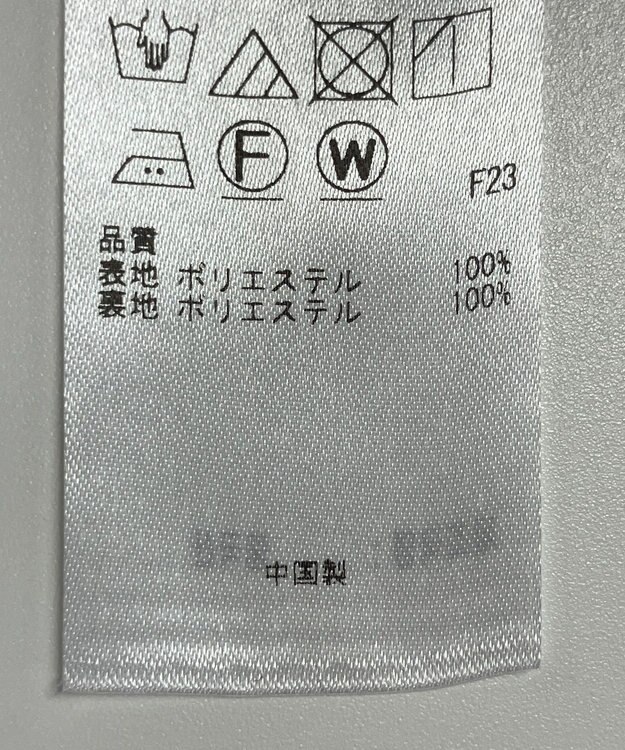 F W F23
品質
表地 ポリエステル 100%
裏地 ポリエステル 100%
中国製